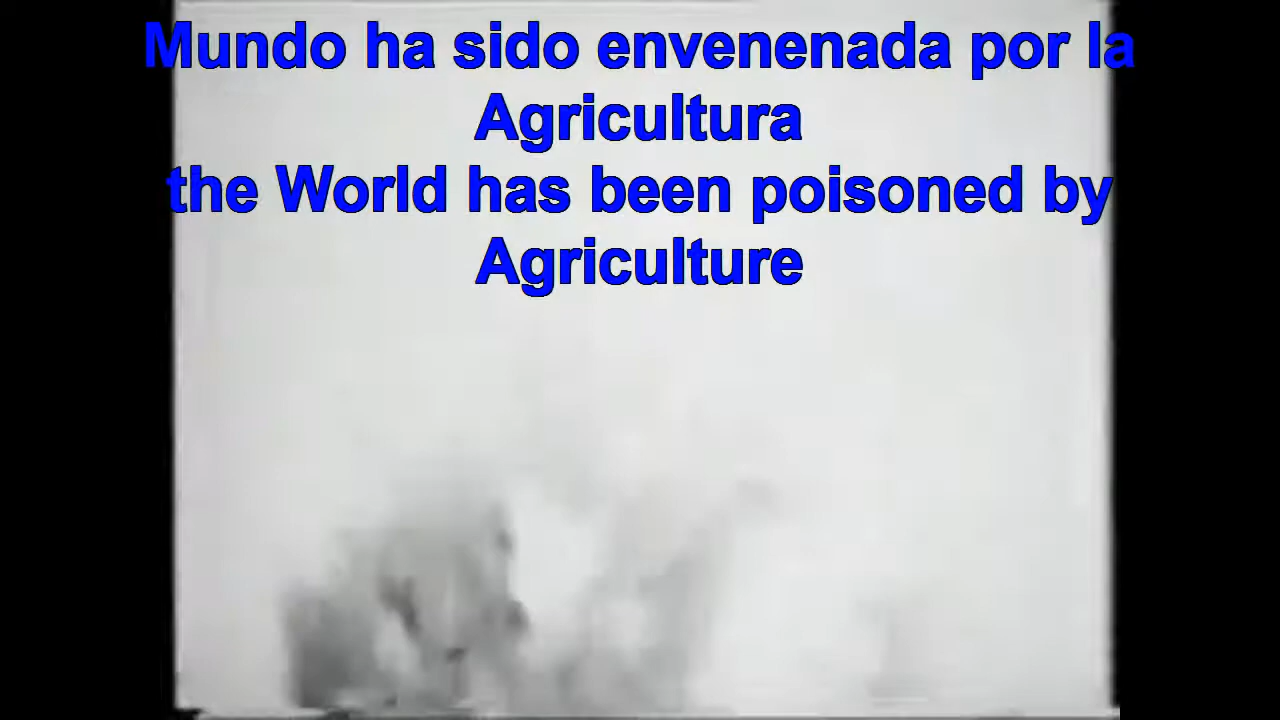 Mundo ha sido envenenada por la
Agricultura
the World has been poisoned by
Agriculture